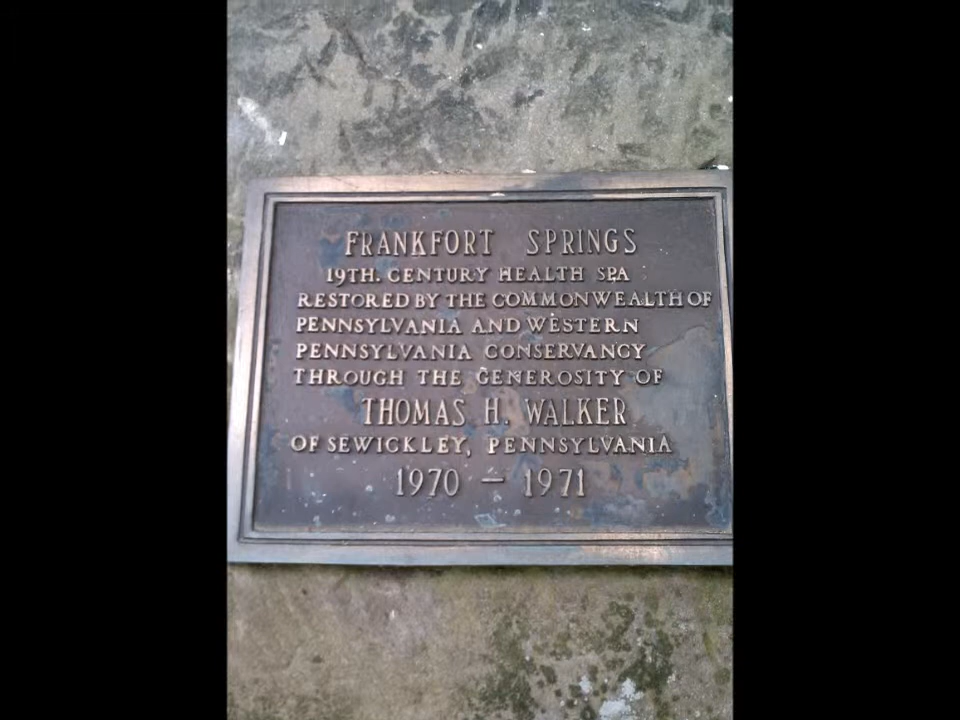 FRANKFORT SPRINGS
19TH. CENTURY HEALTH SPA
RESTORED BY THE COMMONWEALTH OF
PENNSYLVANIA AND WESTERN
PENNSYLVANIA CONSERVANCY
THROUGH THE GENEROSITY OF
THOMAS H. WALKER
OF SEWICKLEY, PENNSYLVANIA
1970 — 1971